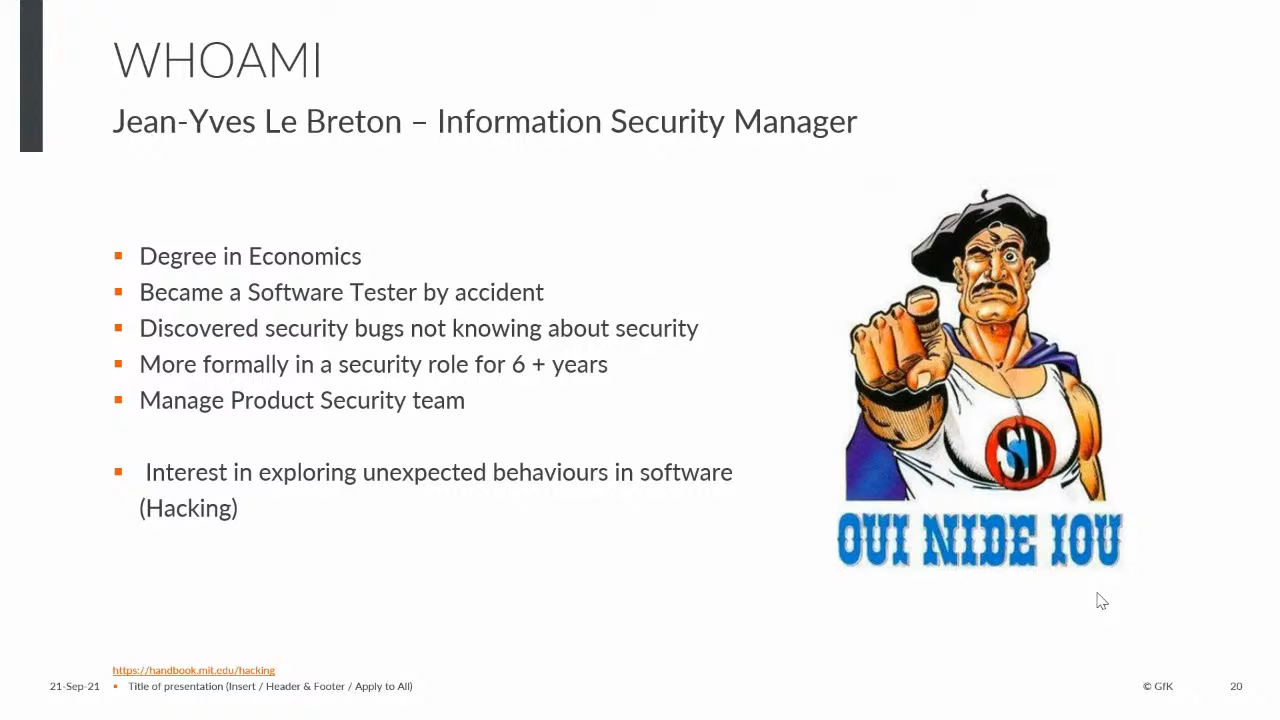 WHOAMI
Jean-Yves Le Breton – Information Security Manager
Degree in Economics
Became a Software Tester by accident
Discovered security bugs not knowing about security
More formally in a security role for 6 + years
Manage Product Security team
Interest in exploring unexpected behaviours in software
(Hacking)
SD
OUI NIDE IOU
https://handbook.mit.edu/hacking
21-Sep-21 ▪ Title of presentation (Insert / Header & Footer / Apply to All) © GfK 20